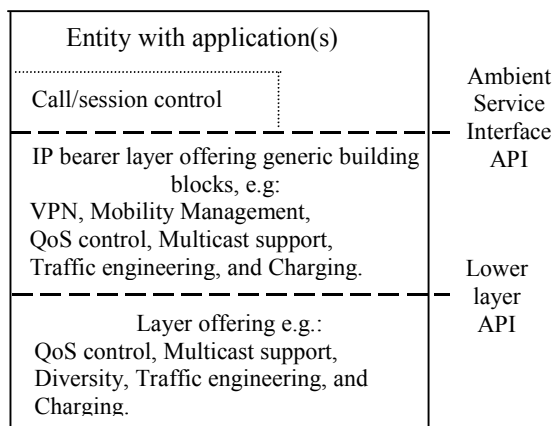 Entity with application(s)
Call/session control
Ambient
Service
Interface
API
IP bearer layer offering generic building
blocks, e.g:
VPN, Mobility Management,
QoS control, Multicast support,
Traffic engineering, and Charging.
Lower
layer
API
Layer offering e.g.:
QoS control, Multicast support,
Diversity, Traffic engineering, and
Charging.